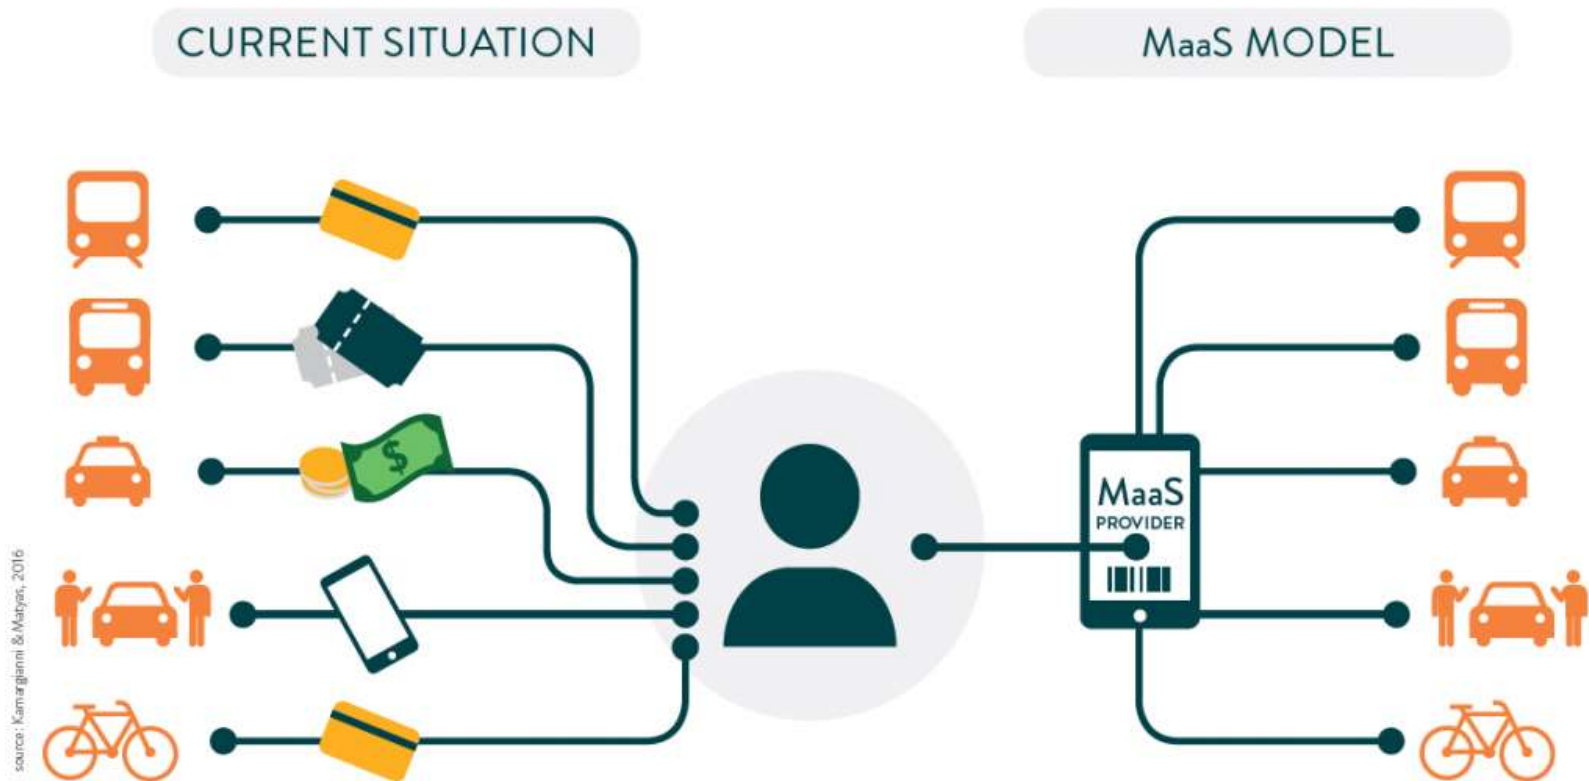 CURRENT SITUATION
MaaS MODEL
$
MaaS
PROVIDER
source: Kamargianni & Matyas, 2016